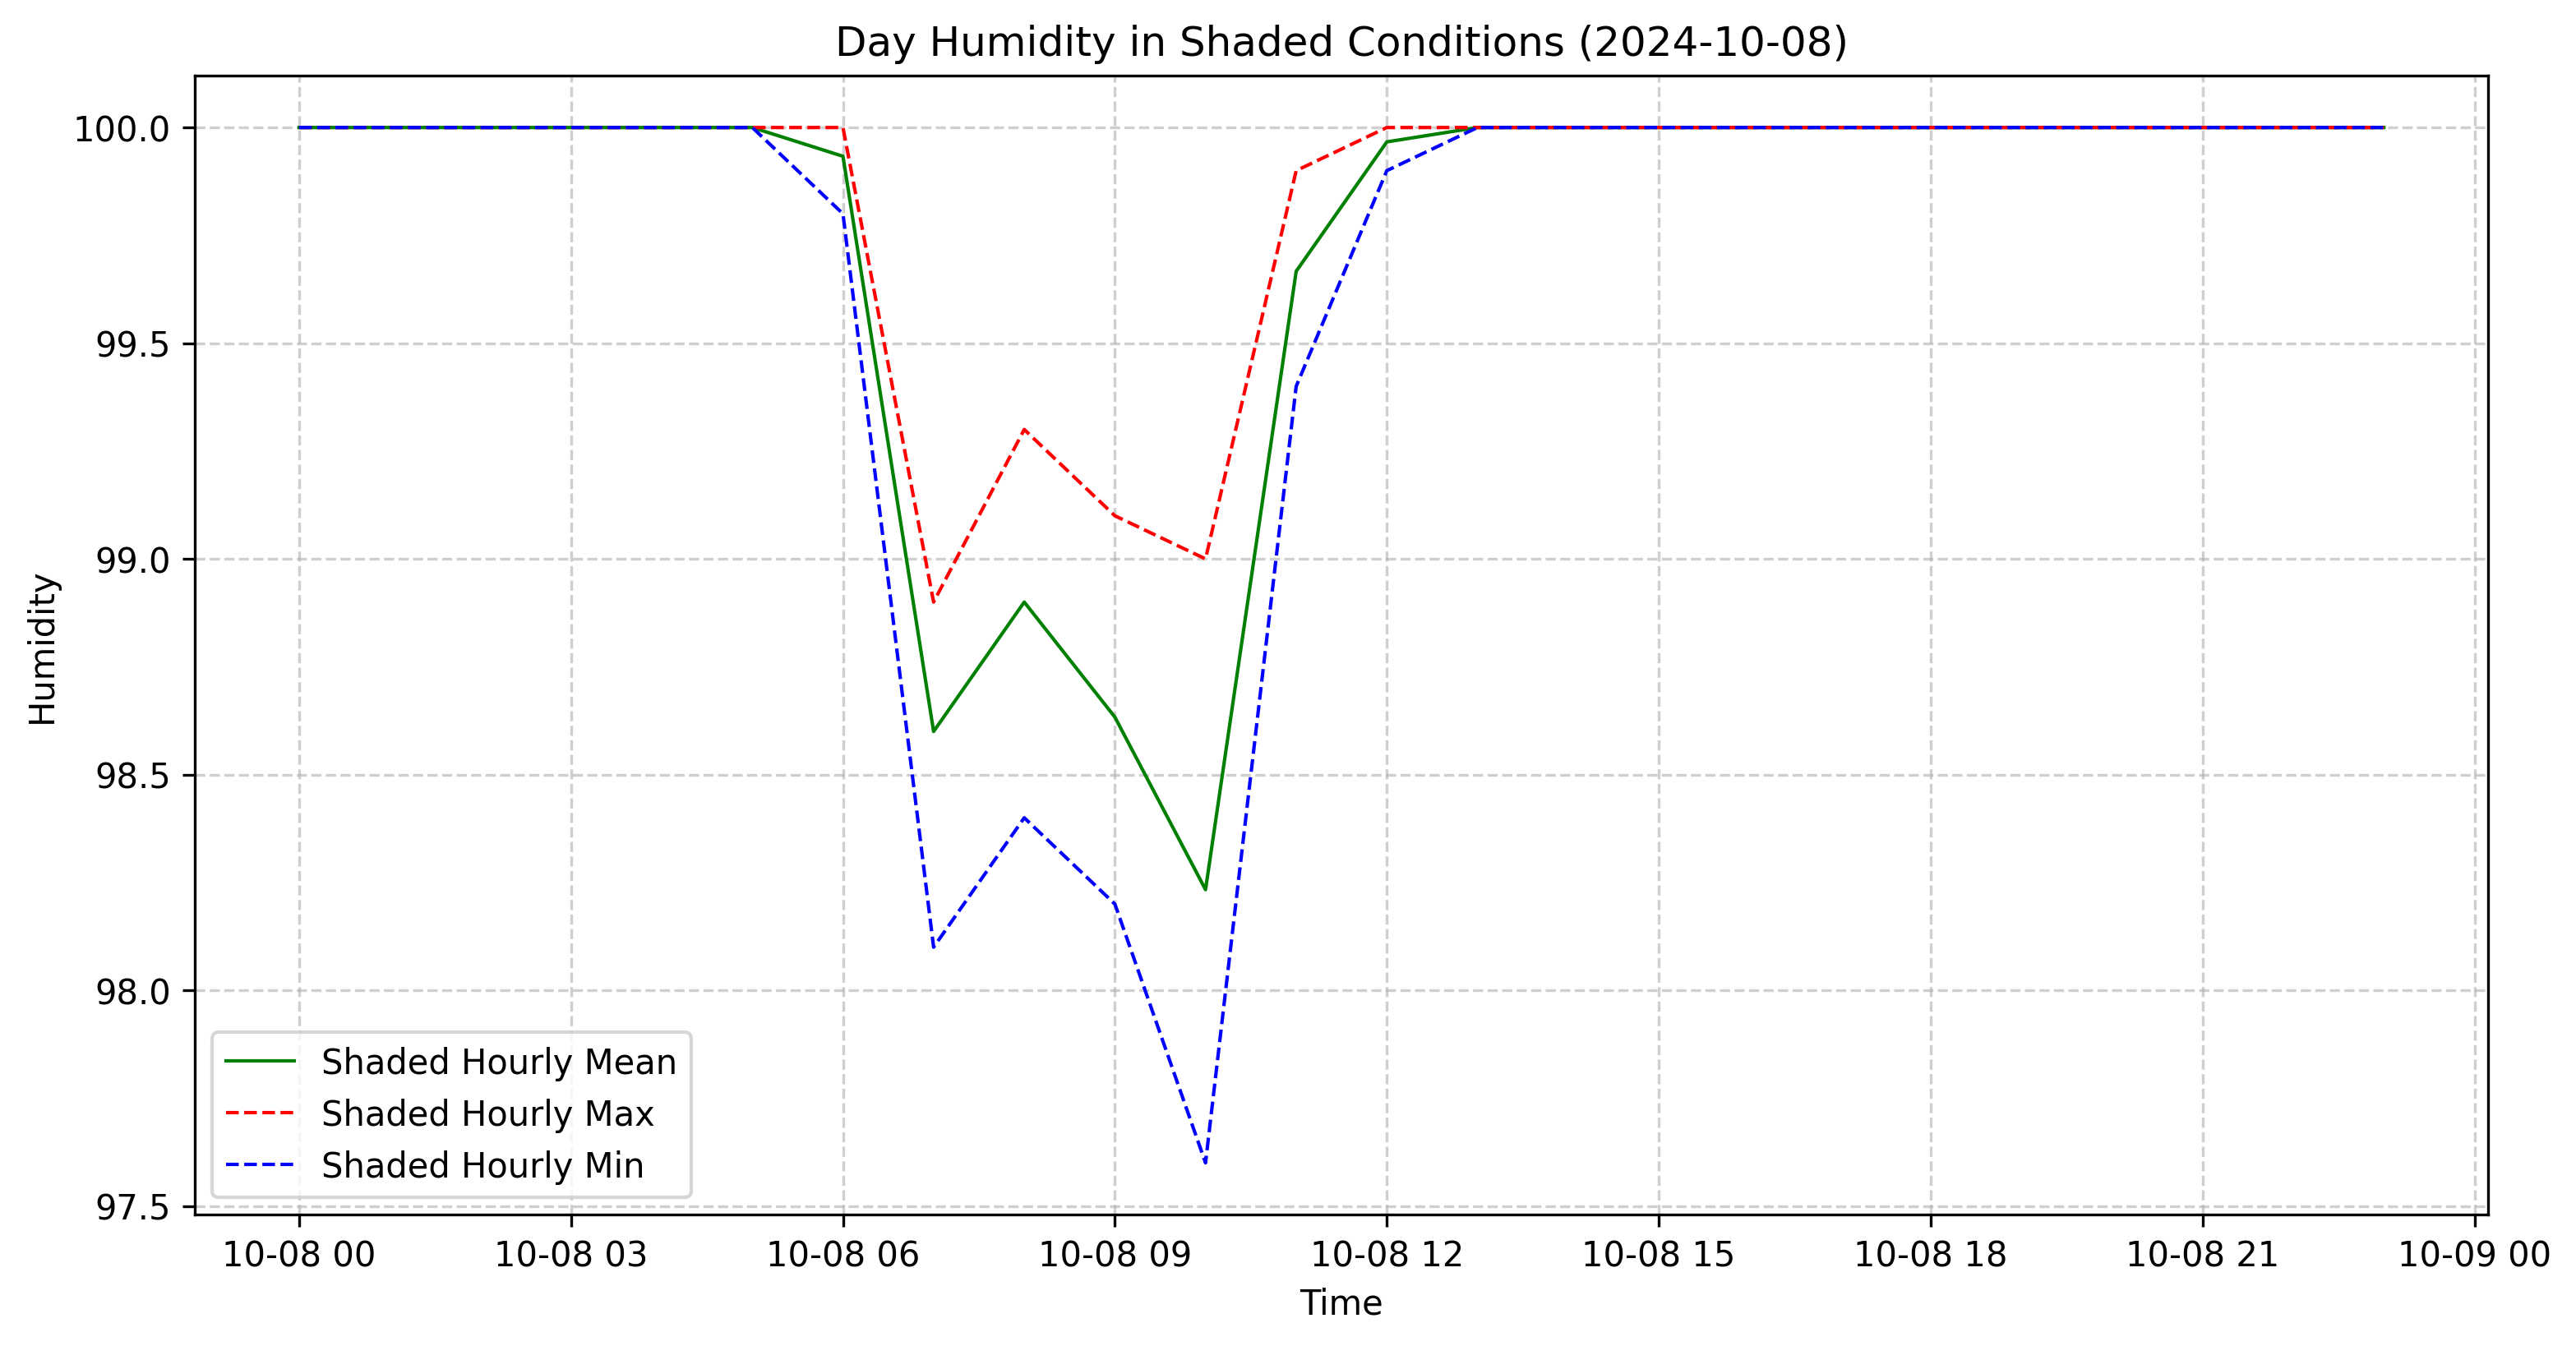 Day Humidity in Shaded Conditions (2024-10-08)
100.0
99.5
99.0
98.5
98.0
97.5
Humidity
Shaded Hourly Mean
Shaded Hourly Max
Shaded Hourly Min
10-08 00 10-08 03 10-08 06 10-08 09 10-08 12 10-08 15 10-08 18 10-08 21 10-09 00
Time